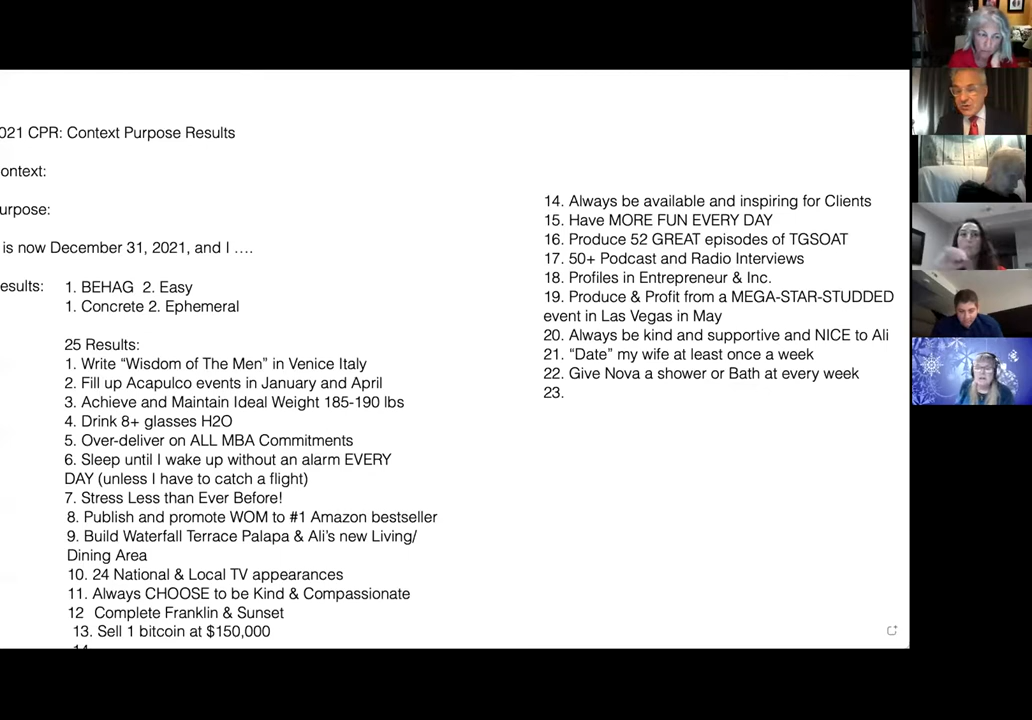 021 CPR: Context Purpose Results
ontext:
urpose:
is now December 31, 2021, and I ....
esults:
1. BEHAG 2. Easy
1. Concrete 2. Ephemeral
25 Results:
1. Write “Wisdom of The Men” in Venice Italy
2. Fill up Acapulco events in January and April
3. Achieve and Maintain Ideal Weight 185-190 lbs
4. Drink 8+ glasses H2O
5. Over-deliver on ALL MBA Commitments
6. Sleep until I wake up without an alarm EVERY
DAY (unless I have to catch a flight)
7. Stress Less than Ever Before!
8. Publish and promote WOM to #1 Amazon bestseller
9. Build Waterfall Terrace Palapa & Ali’s new Living/
Dining Area
10. 24 National & Local TV appearances
11. Always CHOOSE to be Kind & Compassionate
12 Complete Franklin & Sunset
13. Sell 1 bitcoin at $150,000
14. Always be available and inspiring for Clients
15. Have MORE FUN EVERY DAY
16. Produce 52 GREAT episodes of TGSOAT
17. 50+ Podcast and Radio Interviews
18. Profiles in Entrepreneur & Inc.
19. Produce & Profit from a MEGA-STAR-STUDDED
event in Las Vegas in May
20. Always be kind and supportive and NICE to Ali
21. “Date” my wife at least once a week
22. Give Nova a shower or Bath at every week
23.